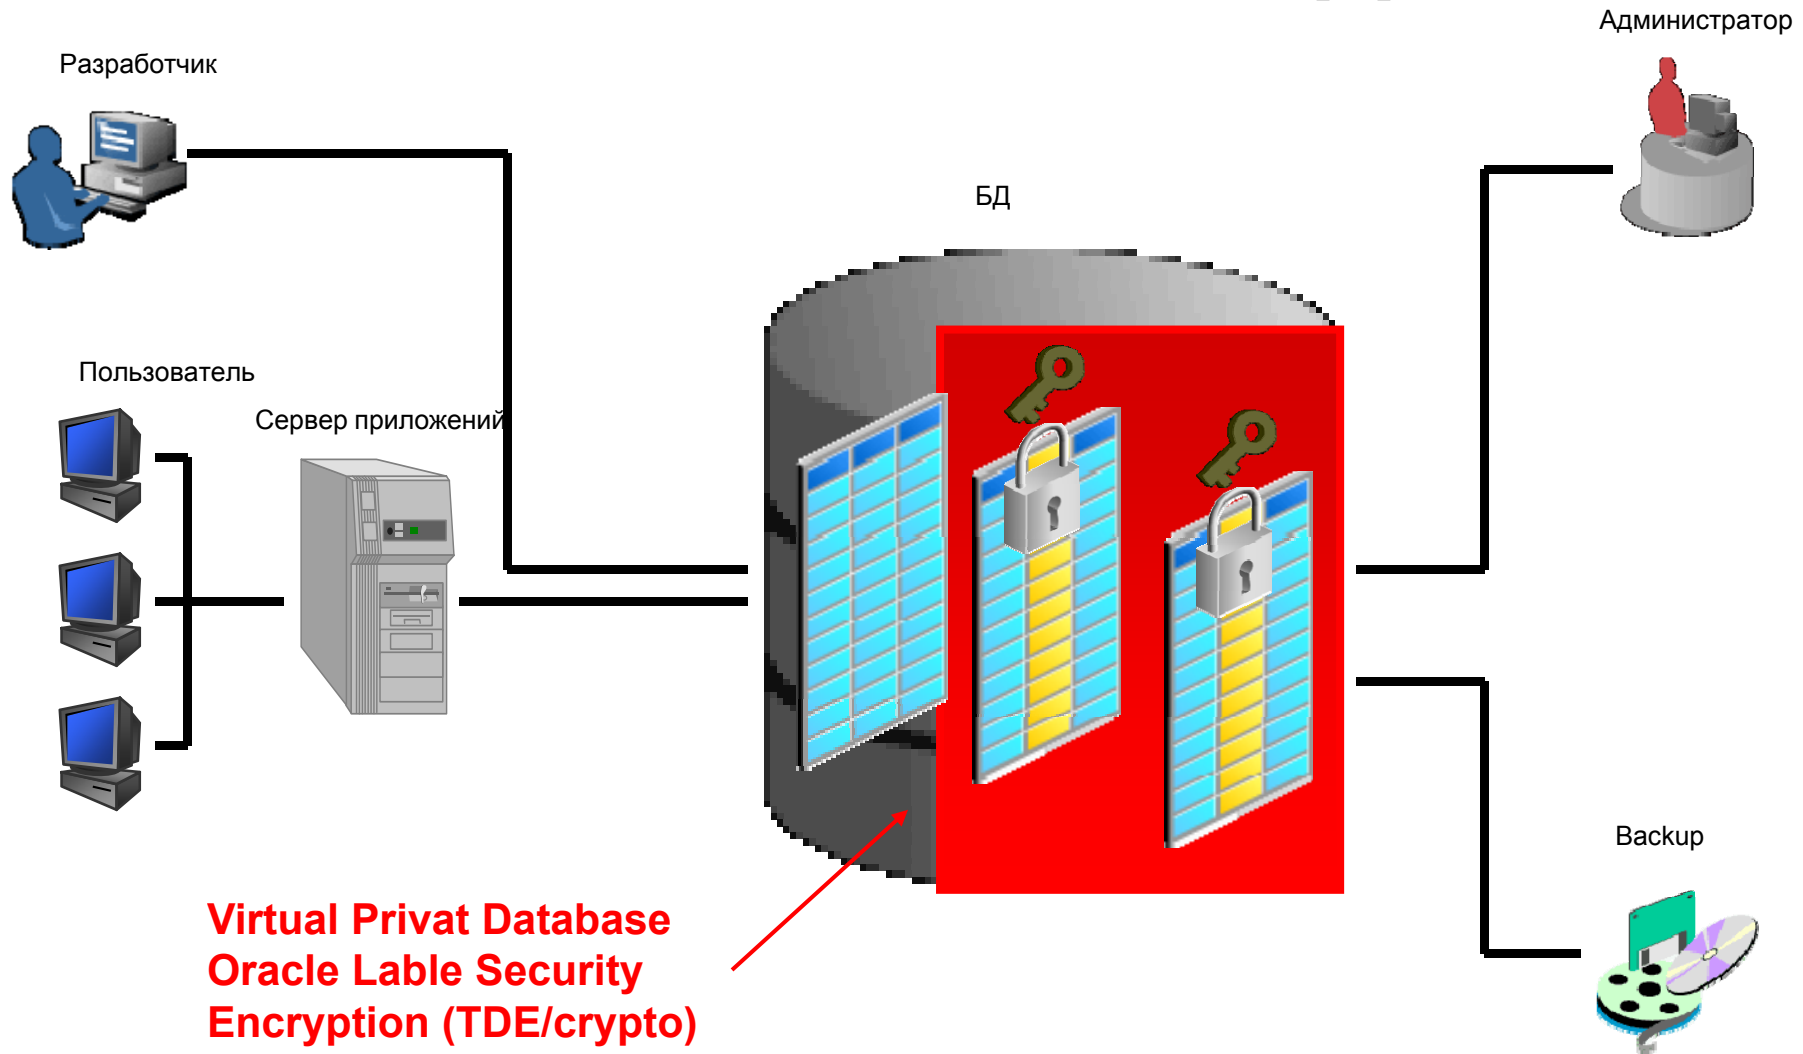 Администратор
Разработчик
БД
Пользователь
Сервер приложений
Backup
Virtual Privat Database
Oracle Lable Security
Encryption (TDE/crypto)